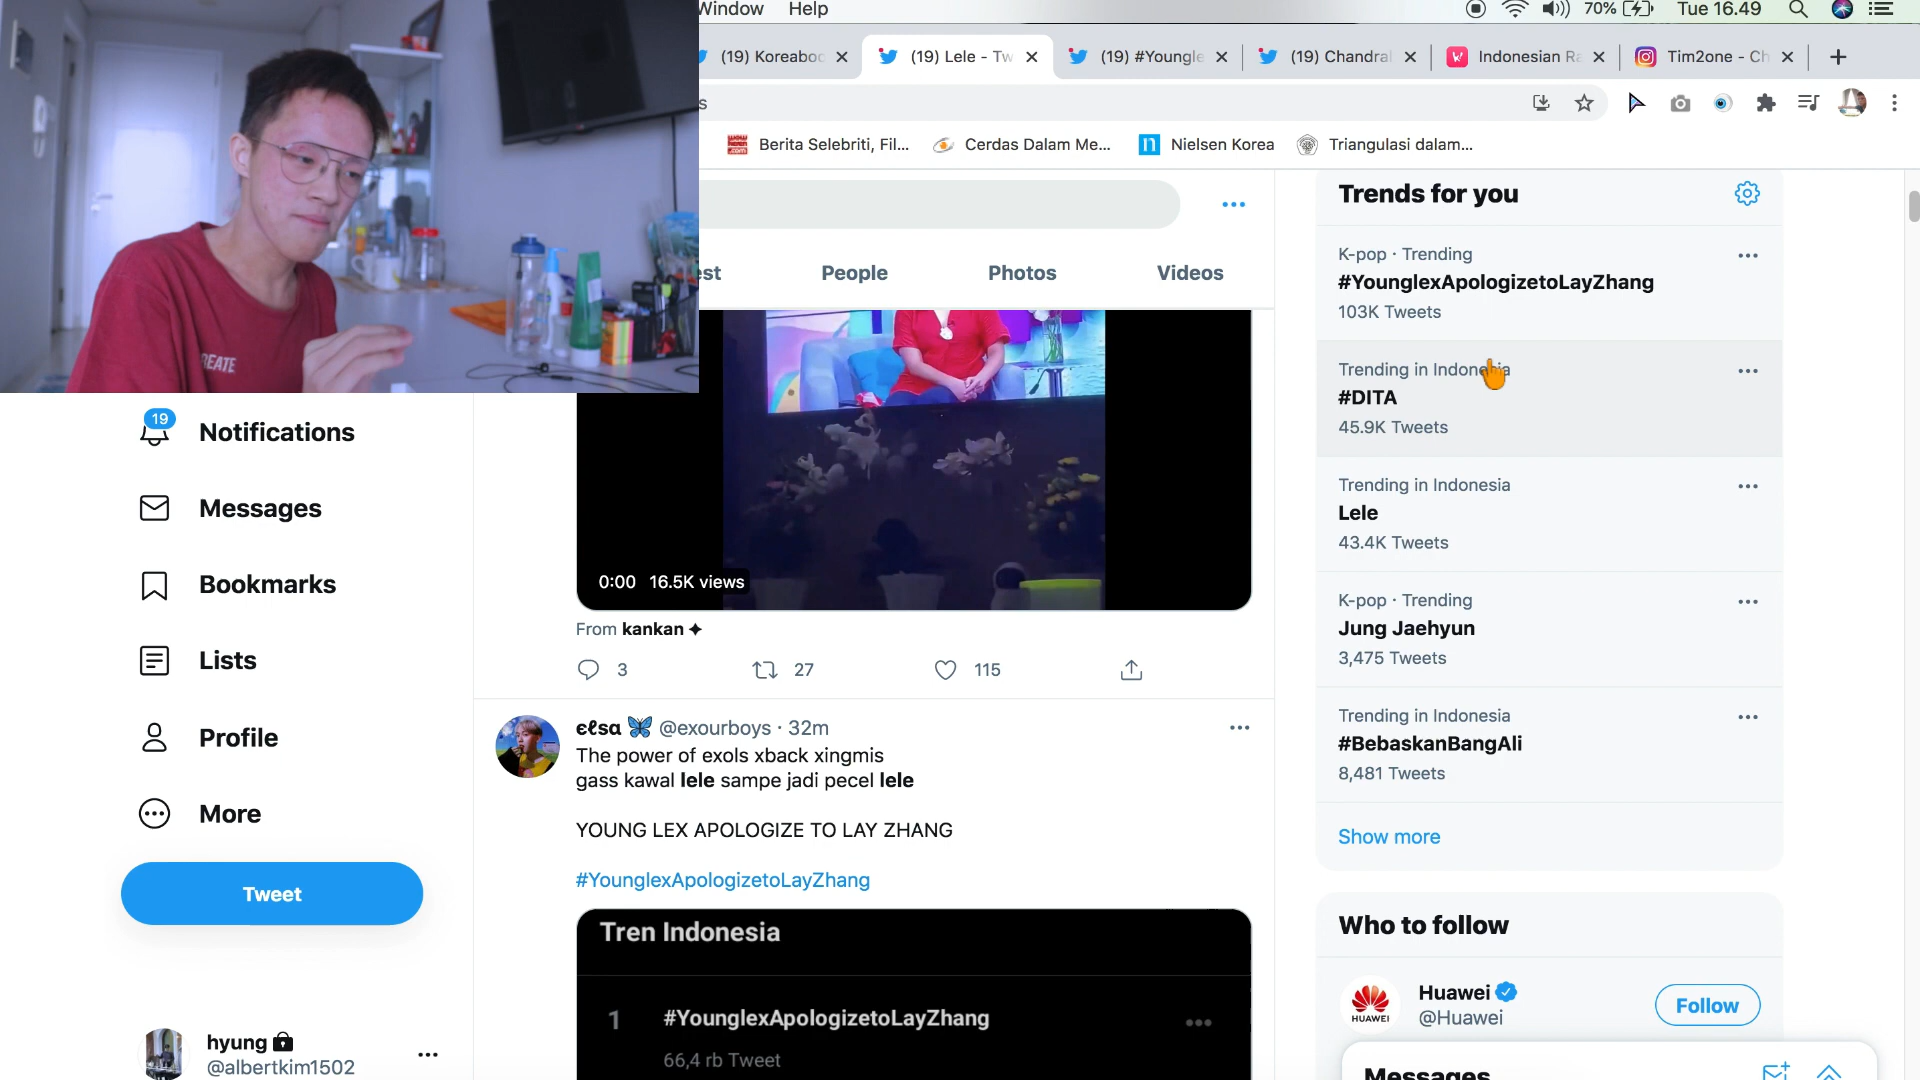 Window Help
70% Tue 16.49
(19) Koreaboo
(19) Lele - Tw
(19) #Youngle
(19) Chandral
Indonesian Ra
Tim2one - Ch
s
Berita Selebriti, Fil...
Cerdas Dalam Me...
Nielsen Korea
Triangulasi dalam...
REATE
est
People
Photos
Videos
19
Notifications
Messages
Bookmarks
Lists
Profile
More
Tweet
hyung
@albertkim1502
0:00 16.5K views
From kankan
3 27 115
εℓsα @exourboys · 32m
The power of exols xback xingmis
gass kawal lele sampe jadi pecel lele
YOUNG LEX APOLOGIZE TO LAY ZHANG
#YounglexApologizetoLayZhang
Tren Indonesia
1 #YounglexApologizetoLayZhang
66,4 rb Tweet
Trends for you
K-pop · Trending
#YounglexApologizetoLayZhang
103K Tweets
Trending in Indonesia
#DITA
45.9K Tweets
Trending in Indonesia
Lele
43.4K Tweets
K-pop · Trending
Jung Jaehyun
3,475 Tweets
Trending in Indonesia
#BebaskanBangAli
8,481 Tweets
Show more
Who to follow
HUAWEI
Huawei
@Huawei
Follow
Messages